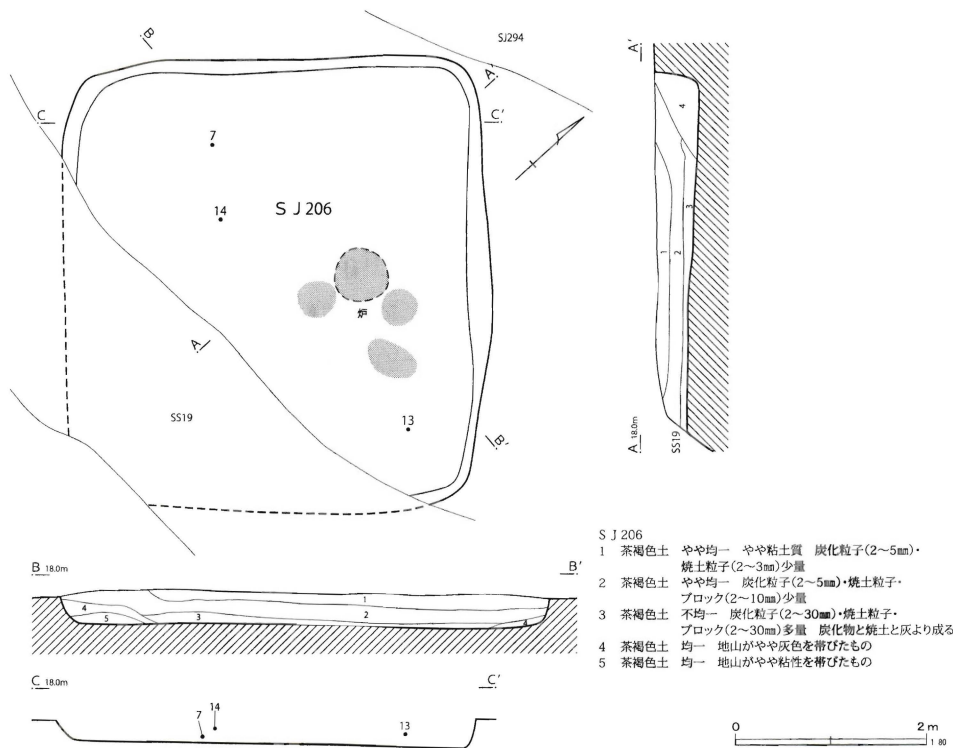 B
SJ294
A'
C
C'
7
14
SJ206
炉
A
SS19
13
B'
A'
4
3
1
2
A 18.0m
SS19
B 18.0m
B'
1
4
3
2
5
4
C 18.0m
C'
7
14
13
SJ206
1 茶褐色土 やや均一 やや粘土質 炭化粒子(2~5㎜)・
焼土粒子(2~3㎜)少量
2 茶褐色土 やや均一 炭化粒子(2~5㎜)・焼土粒子・
ブロック(2~10㎜)少量
3 茶褐色土 不均一 炭化粒子(2~30㎜)・焼土粒子・
ブロック(2~30㎜)多量 炭化物と焼土と灰より成る
4 茶褐色土 均一 地山がやや灰色を帯びたもの
5 茶褐色土 均一 地山がやや粘性を帯びたもの
0 2m
1 80